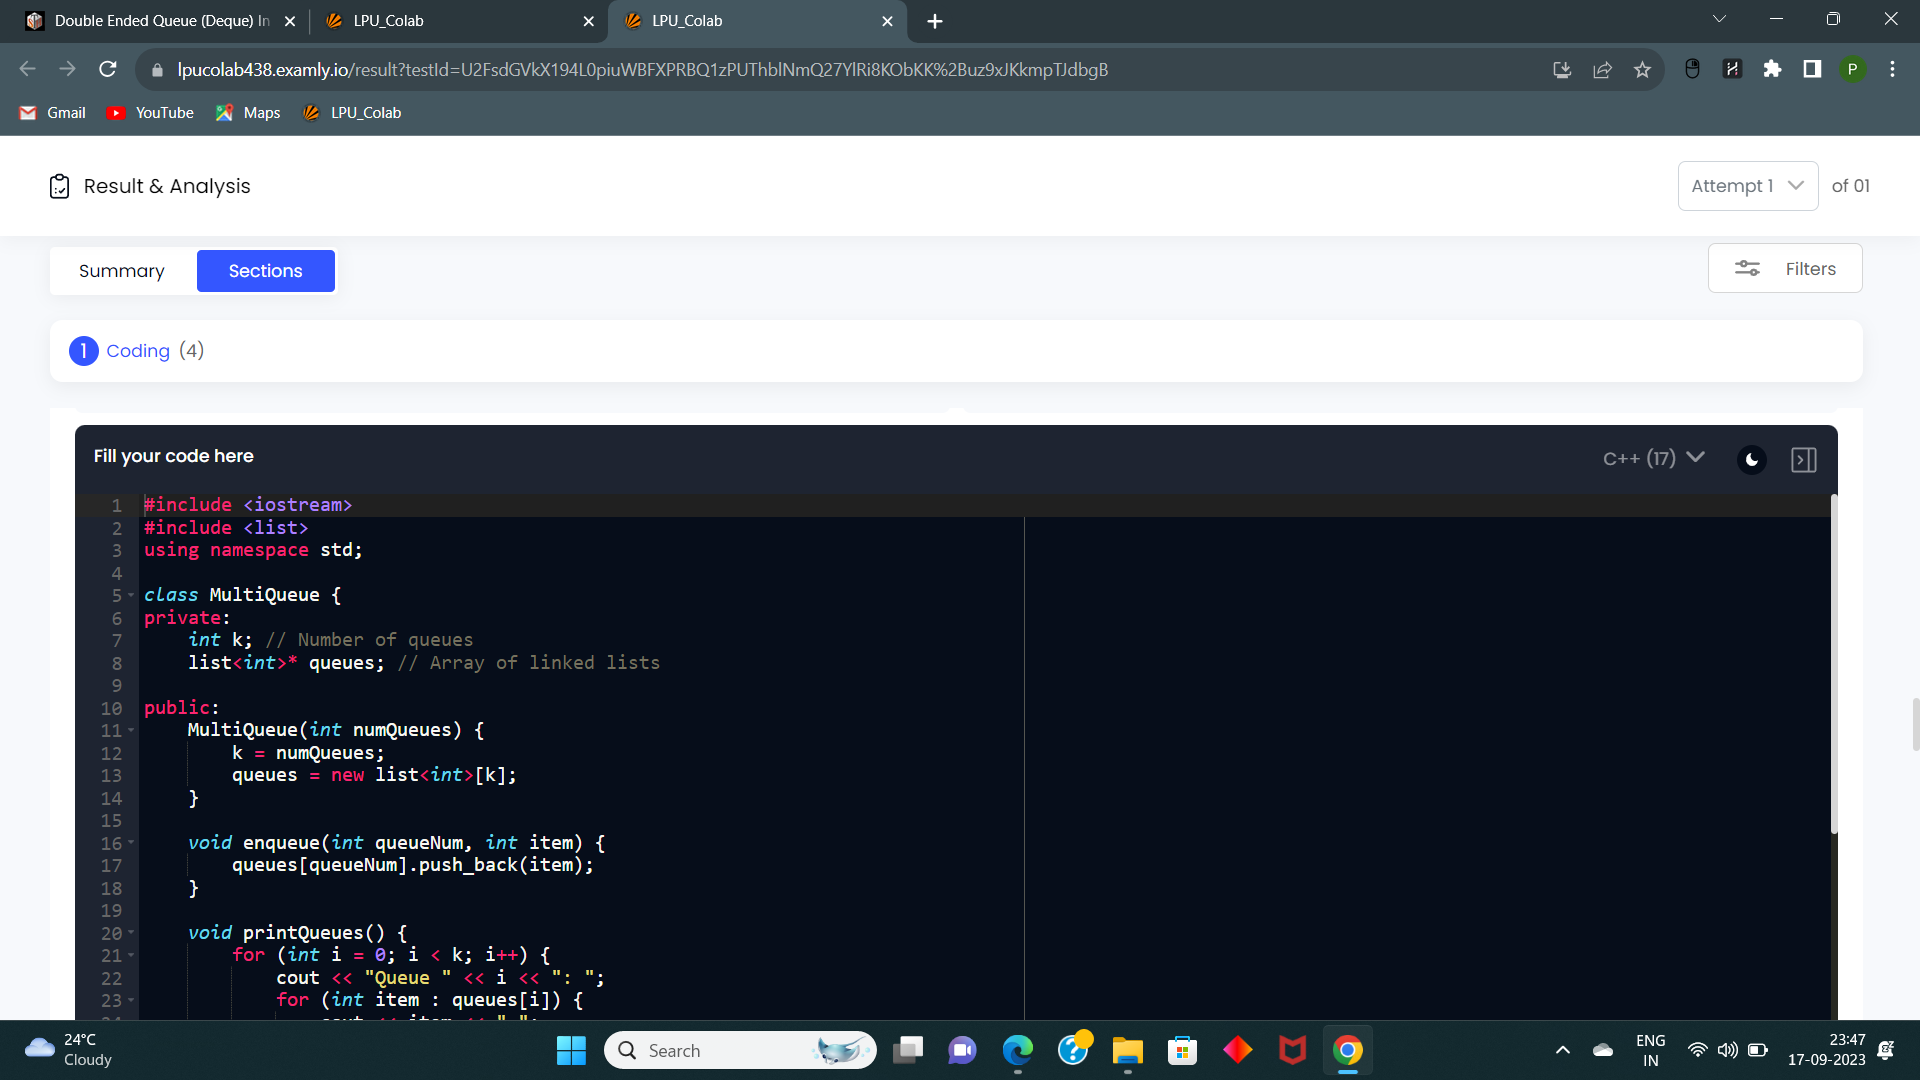 Double Ended Queue (Deque) In
LPU_Colab
LPU_Colab
lpucolab438.examly.io/result?testId=U2FsdGVkX194L0piuWBFXPRBQ1zPUThblNmQ27YlRi8KObKK%2Buz9xJKkmpTJdbgB
P
Gmail
YouTube
Maps
LPU_Colab
Result & Analysis
Attempt 1
of 01
Summary
Sections
Filters
1 Coding (4)
Fill your code here
C++ (17)
1 #include <iostream>
2 #include <list>
3 using namespace std;
4
5 class MultiQueue {
6 private:
7 int k; // Number of queues
8 list<int>* queues; // Array of linked lists
9
10 public:
11 MultiQueue(int numQueues) {
12 k = numQueues;
13 queues = new list<int>[k];
14 }
15
16 void enqueue(int queueNum, int item) {
17 queues[queueNum].push_back(item);
18 }
19
20 void printQueues() {
21 for (int i = 0; i < k; i++) {
22 cout << "Queue " << i << ": ";
23 for (int item : queues[i]) {
24°C
Cloudy
Search
ENG
IN
23:47
17-09-2023